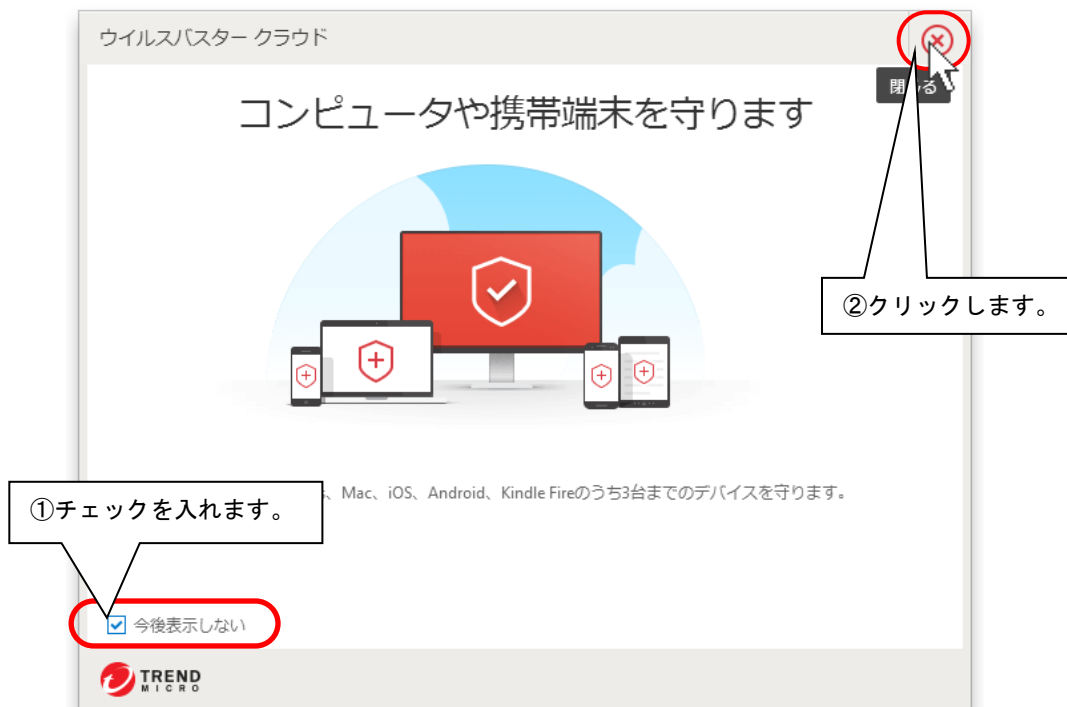 ウイルスバスター クラウド
閉 る
コンピュータや携帯端末を守ります
②クリックします。
、Mac、iOS、Android、Kindle Fireのうち3台までのデバイスを守ります。
①チェックを入れます。
今後表示しない
TREND
MICRO